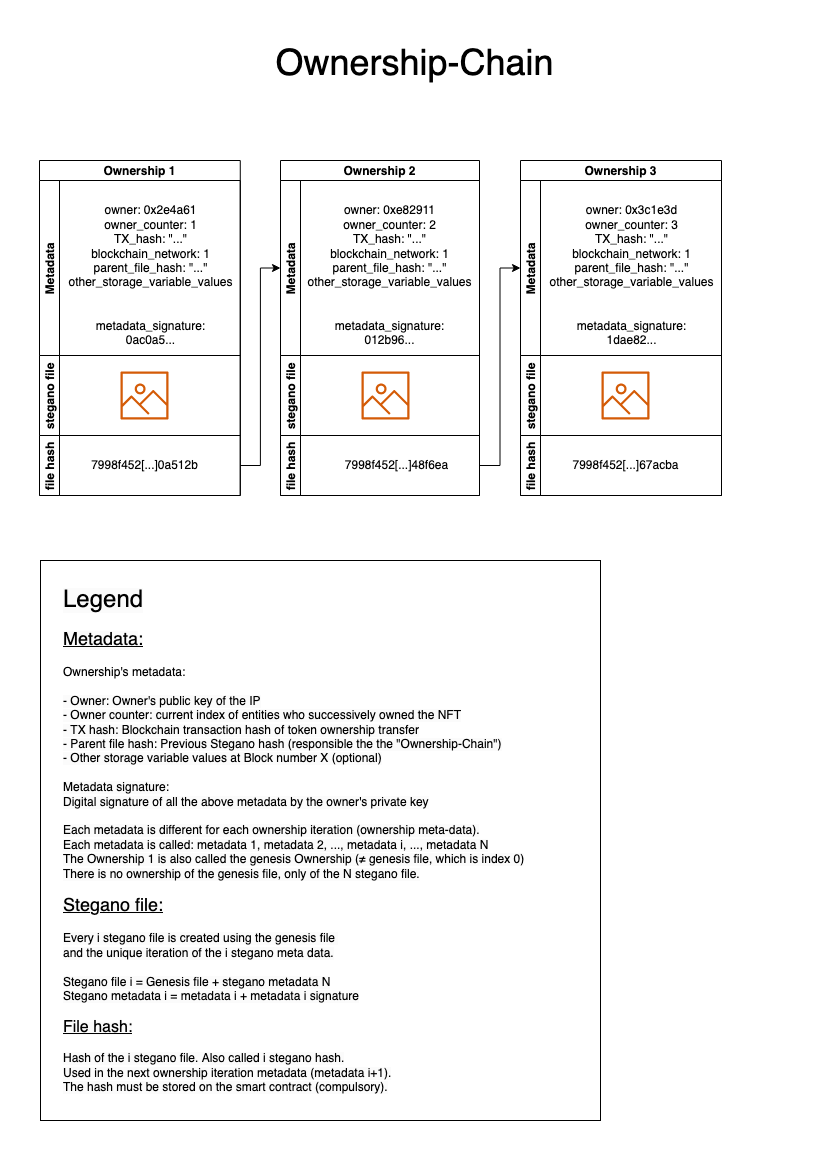 Ownership-Chain
Ownership 1
Metadata
owner: 0x2e4a61
owner_counter: 1
TX_hash: "..."
blockchain_network: 1
parent_file_hash: "..."
other_storage_variable_values
metadata_signature:
0ac0a5...
stegano file
file hash
7998f452[...]0a512b
Ownership 2
Metadata
owner: 0xe82911
owner_counter: 2
TX_hash: "..."
blockchain_network: 1
parent_file_hash: "..."
other_storage_variable_values
metadata_signature:
012b96...
stegano file
file hash
7998f452[...]48f6ea
Ownership 3
Metadata
owner: 0x3c1e3d
owner_counter: 3
TX_hash: "..."
blockchain_network: 1
parent_file_hash: "..."
other_storage_variable_values
metadata_signature:
1dae82...
stegano file
file hash
7998f452[...]67acba
Legend
Metadata:
Ownership's metadata:
- Owner: Owner's public key of the IP
- Owner counter: current index of entities who successively owned the NFT
- TX hash: Blockchain transaction hash of token ownership transfer
- Parent file hash: Previous Stegano hash (responsible the the "Ownership-Chain")
- Other storage variable values at Block number X (optional)
Metadata signature:
Digital signature of all the above metadata by the owner's private key
Each metadata is different for each ownership iteration (ownership meta-data).
Each metadata is called: metadata 1, metadata 2, ..., metadata i, ..., metadata N
The Ownership 1 is also called the genesis Ownership (≠ genesis file, which is index 0)
There is no ownership of the genesis file, only of the N stegano file.
Stegano file:
Every i stegano file is created using the genesis file
and the unique iteration of the i stegano meta data.
Stegano file i = Genesis file + stegano metadata N
Stegano metadata i = metadata i + metadata i signature
File hash:
Hash of the i stegano file. Also called i stegano hash.
Used in the next ownership iteration metadata (metadata i+1).
The hash must be stored on the smart contract (compulsory).